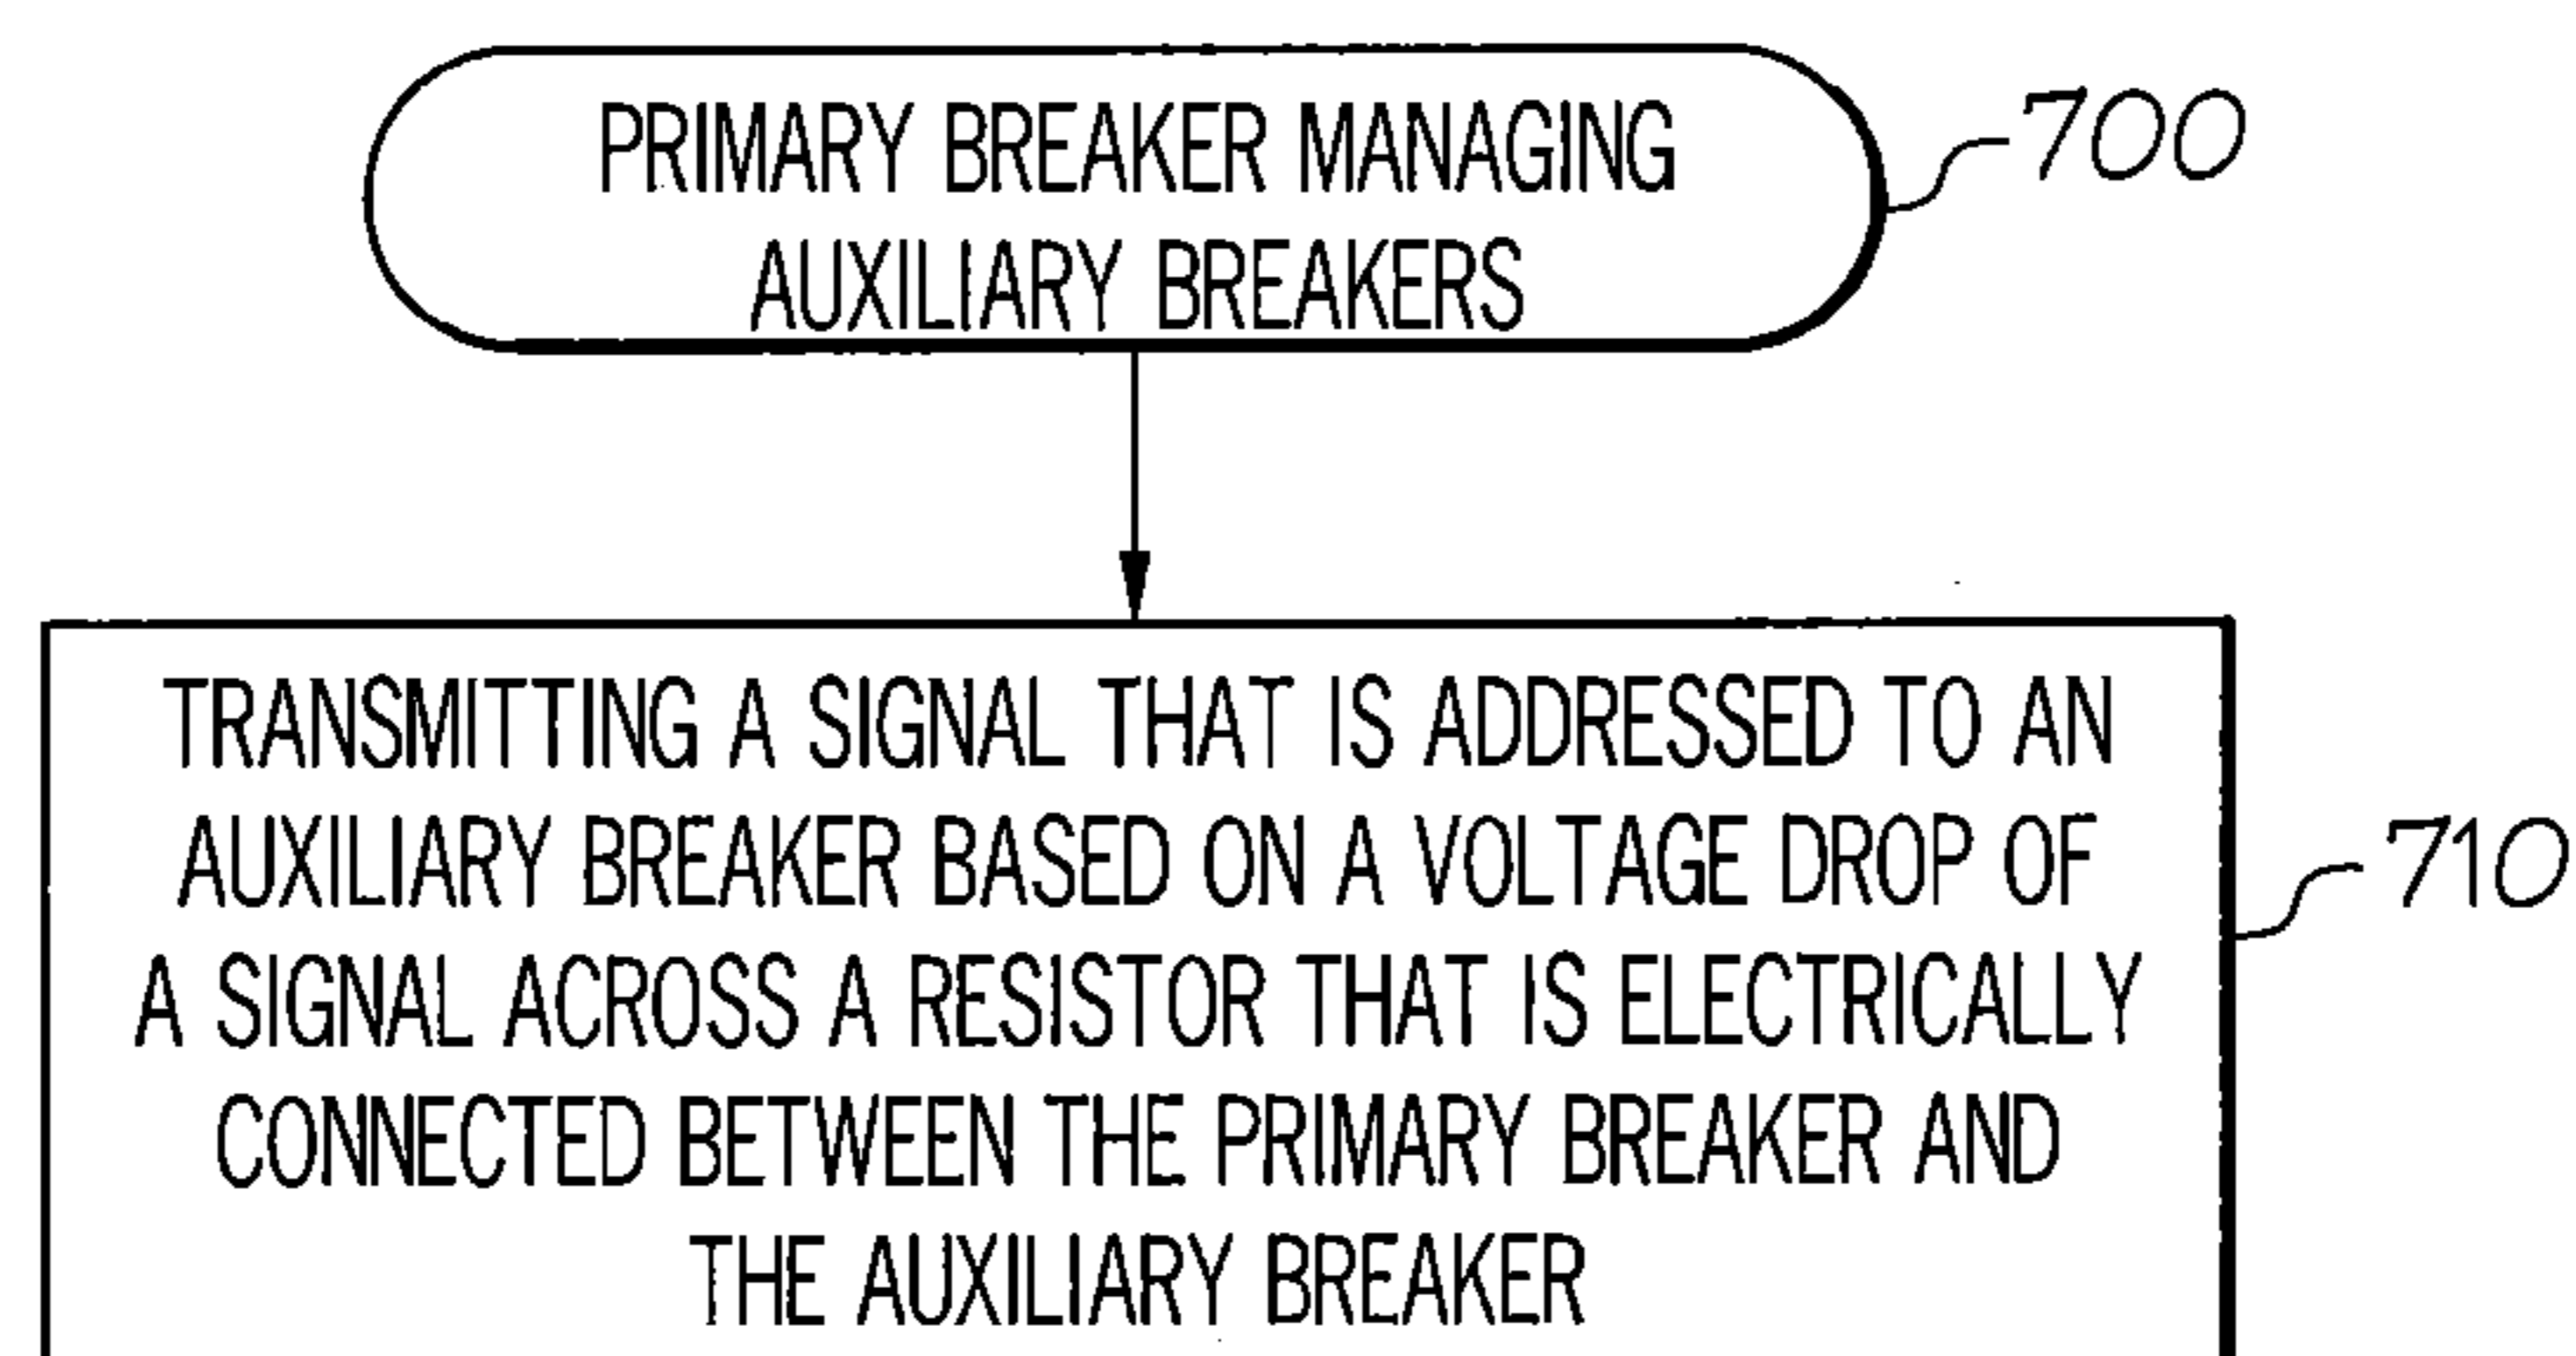 PRIMARY BREAKER MANAGING
AUXILIARY BREAKERS
700
TRANSMITTING A SIGNAL THAT IS ADDRESSED TO AN
AUXILIARY BREAKER BASED ON A VOLTAGE DROP OF
A SIGNAL ACROSS A RESISTOR THAT IS ELECTRICALLY
CONNECTED BETWEEN THE PRIMARY BREAKER AND
THE AUXILIARY BREAKER
710